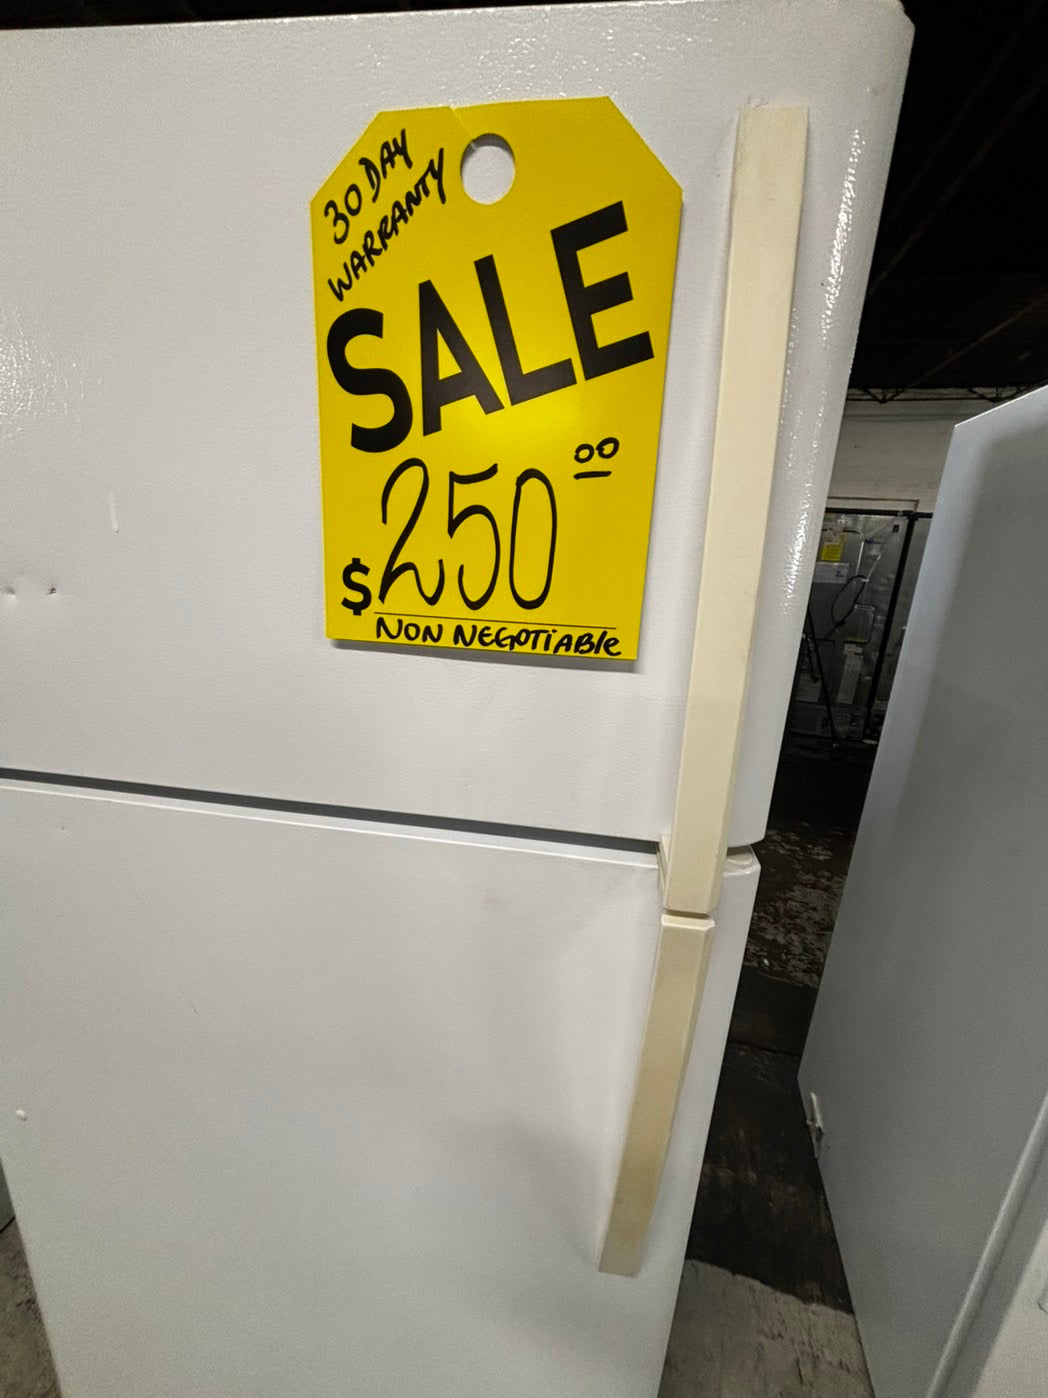 30 DAY
WARRANTY
SALE
$250.00
NON NEGOTiABle